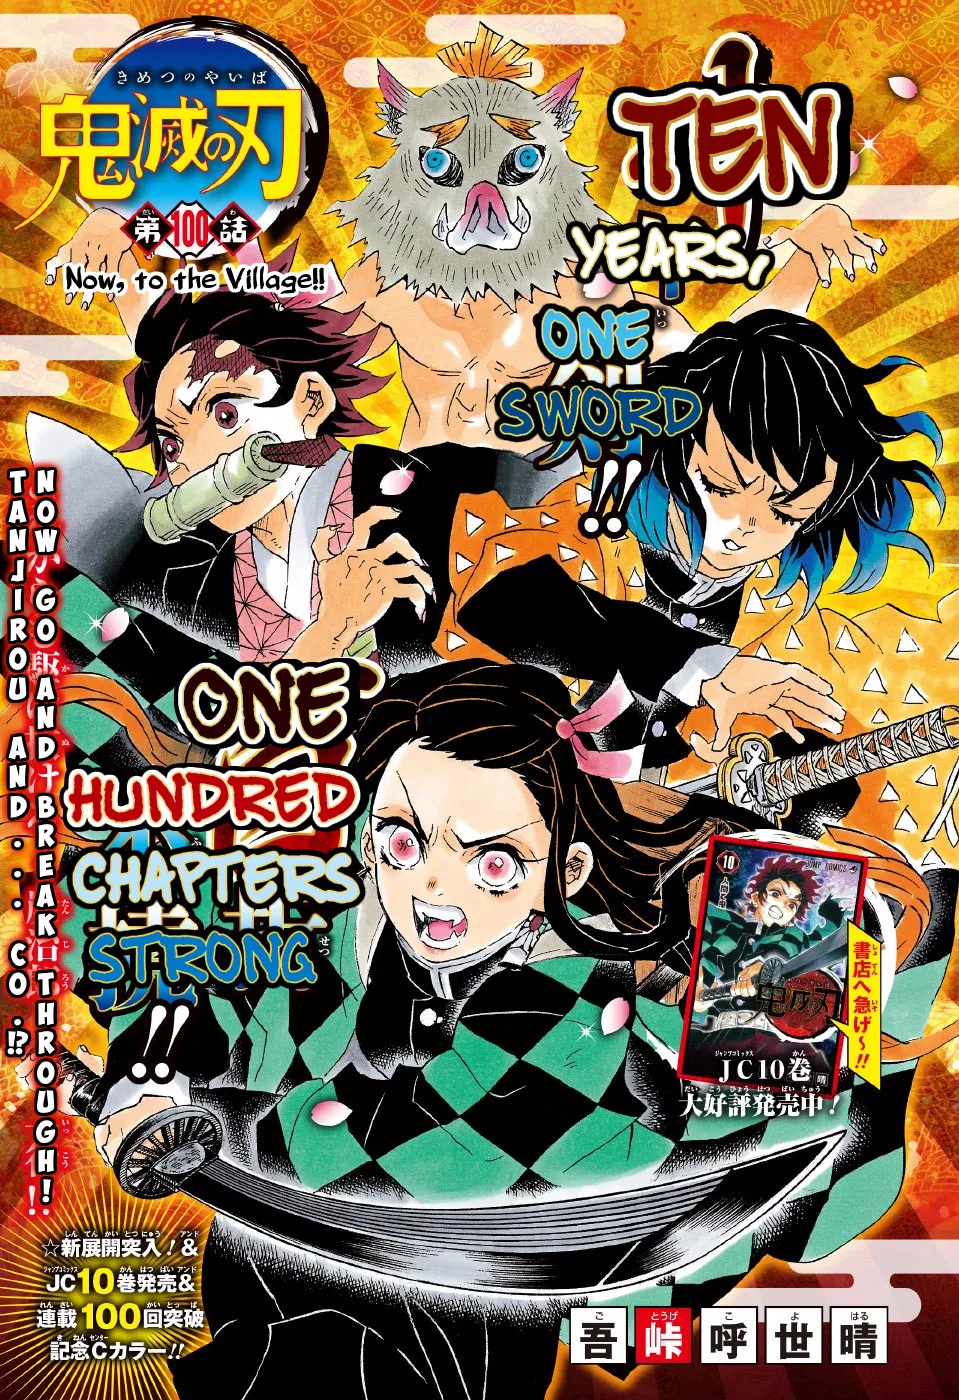 きめつのやいば
鬼滅の刃
第100話
Now, to the Village!!
TEN
YEARS,
ONE
SWORD
!!
ONE
HUNDRED
CHAPTERS
STRONG
!!
NOW GO AND BREAK THROUGH!
TANJIROU AND... CO.!?
10
JUMP COMICS
鬼滅の刃
書店へ急げ〜!!
JC10巻
大好評発売中!
☆新展開突入!&
JC10巻発売&
連載100回突破
記念Cカラー!!
吾峠呼世晴